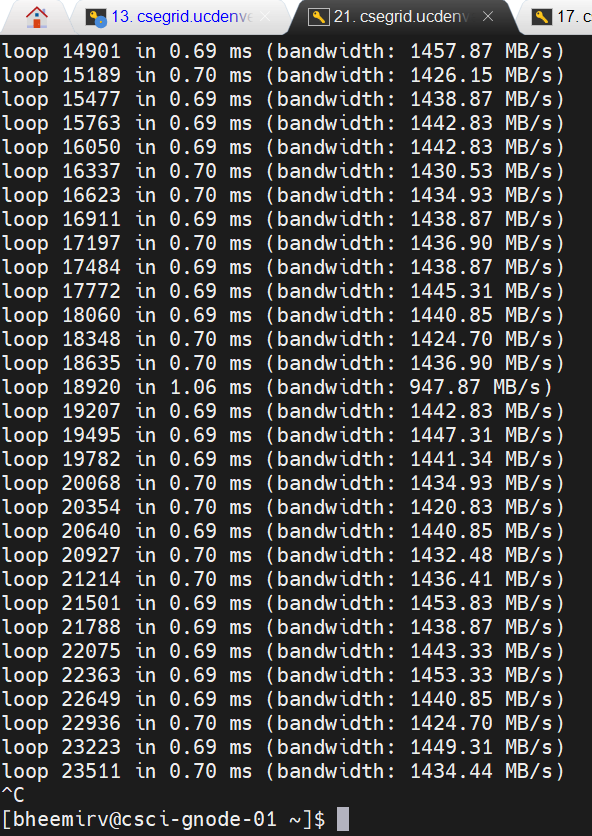 13. csegrid.ucdenve
21. csegrid.ucdenv
17. c
loop 14901 in 0.69 ms (bandwidth: 1457.87 MB/s)
loop 15189 in 0.70 ms (bandwidth: 1426.15 MB/s)
loop 15477 in 0.69 ms (bandwidth: 1438.87 MB/s)
loop 15763 in 0.69 ms (bandwidth: 1442.83 MB/s)
loop 16050 in 0.69 ms (bandwidth: 1442.83 MB/s)
loop 16337 in 0.70 ms (bandwidth: 1430.53 MB/s)
loop 16623 in 0.70 ms (bandwidth: 1434.93 MB/s)
loop 16911 in 0.69 ms (bandwidth: 1438.87 MB/s)
loop 17197 in 0.70 ms (bandwidth: 1436.90 MB/s)
loop 17484 in 0.69 ms (bandwidth: 1438.87 MB/s)
loop 17772 in 0.69 ms (bandwidth: 1445.31 MB/s)
loop 18060 in 0.69 ms (bandwidth: 1440.85 MB/s)
loop 18348 in 0.70 ms (bandwidth: 1424.70 MB/s)
loop 18635 in 0.70 ms (bandwidth: 1436.90 MB/s)
loop 18920 in 1.06 ms (bandwidth: 947.87 MB/s)
loop 19207 in 0.69 ms (bandwidth: 1442.83 MB/s)
loop 19495 in 0.69 ms (bandwidth: 1447.31 MB/s)
loop 19782 in 0.69 ms (bandwidth: 1441.34 MB/s)
loop 20068 in 0.70 ms (bandwidth: 1434.93 MB/s)
loop 20354 in 0.70 ms (bandwidth: 1420.83 MB/s)
loop 20640 in 0.69 ms (bandwidth: 1440.85 MB/s)
loop 20927 in 0.70 ms (bandwidth: 1432.48 MB/s)
loop 21214 in 0.70 ms (bandwidth: 1436.41 MB/s)
loop 21501 in 0.69 ms (bandwidth: 1453.83 MB/s)
loop 21788 in 0.69 ms (bandwidth: 1438.87 MB/s)
loop 22075 in 0.69 ms (bandwidth: 1443.33 MB/s)
loop 22363 in 0.69 ms (bandwidth: 1453.33 MB/s)
loop 22649 in 0.69 ms (bandwidth: 1440.85 MB/s)
loop 22936 in 0.70 ms (bandwidth: 1424.70 MB/s)
loop 23223 in 0.69 ms (bandwidth: 1449.31 MB/s)
loop 23511 in 0.70 ms (bandwidth: 1434.44 MB/s)
^C
[bheemirv@csci-gnode-01 ~]$